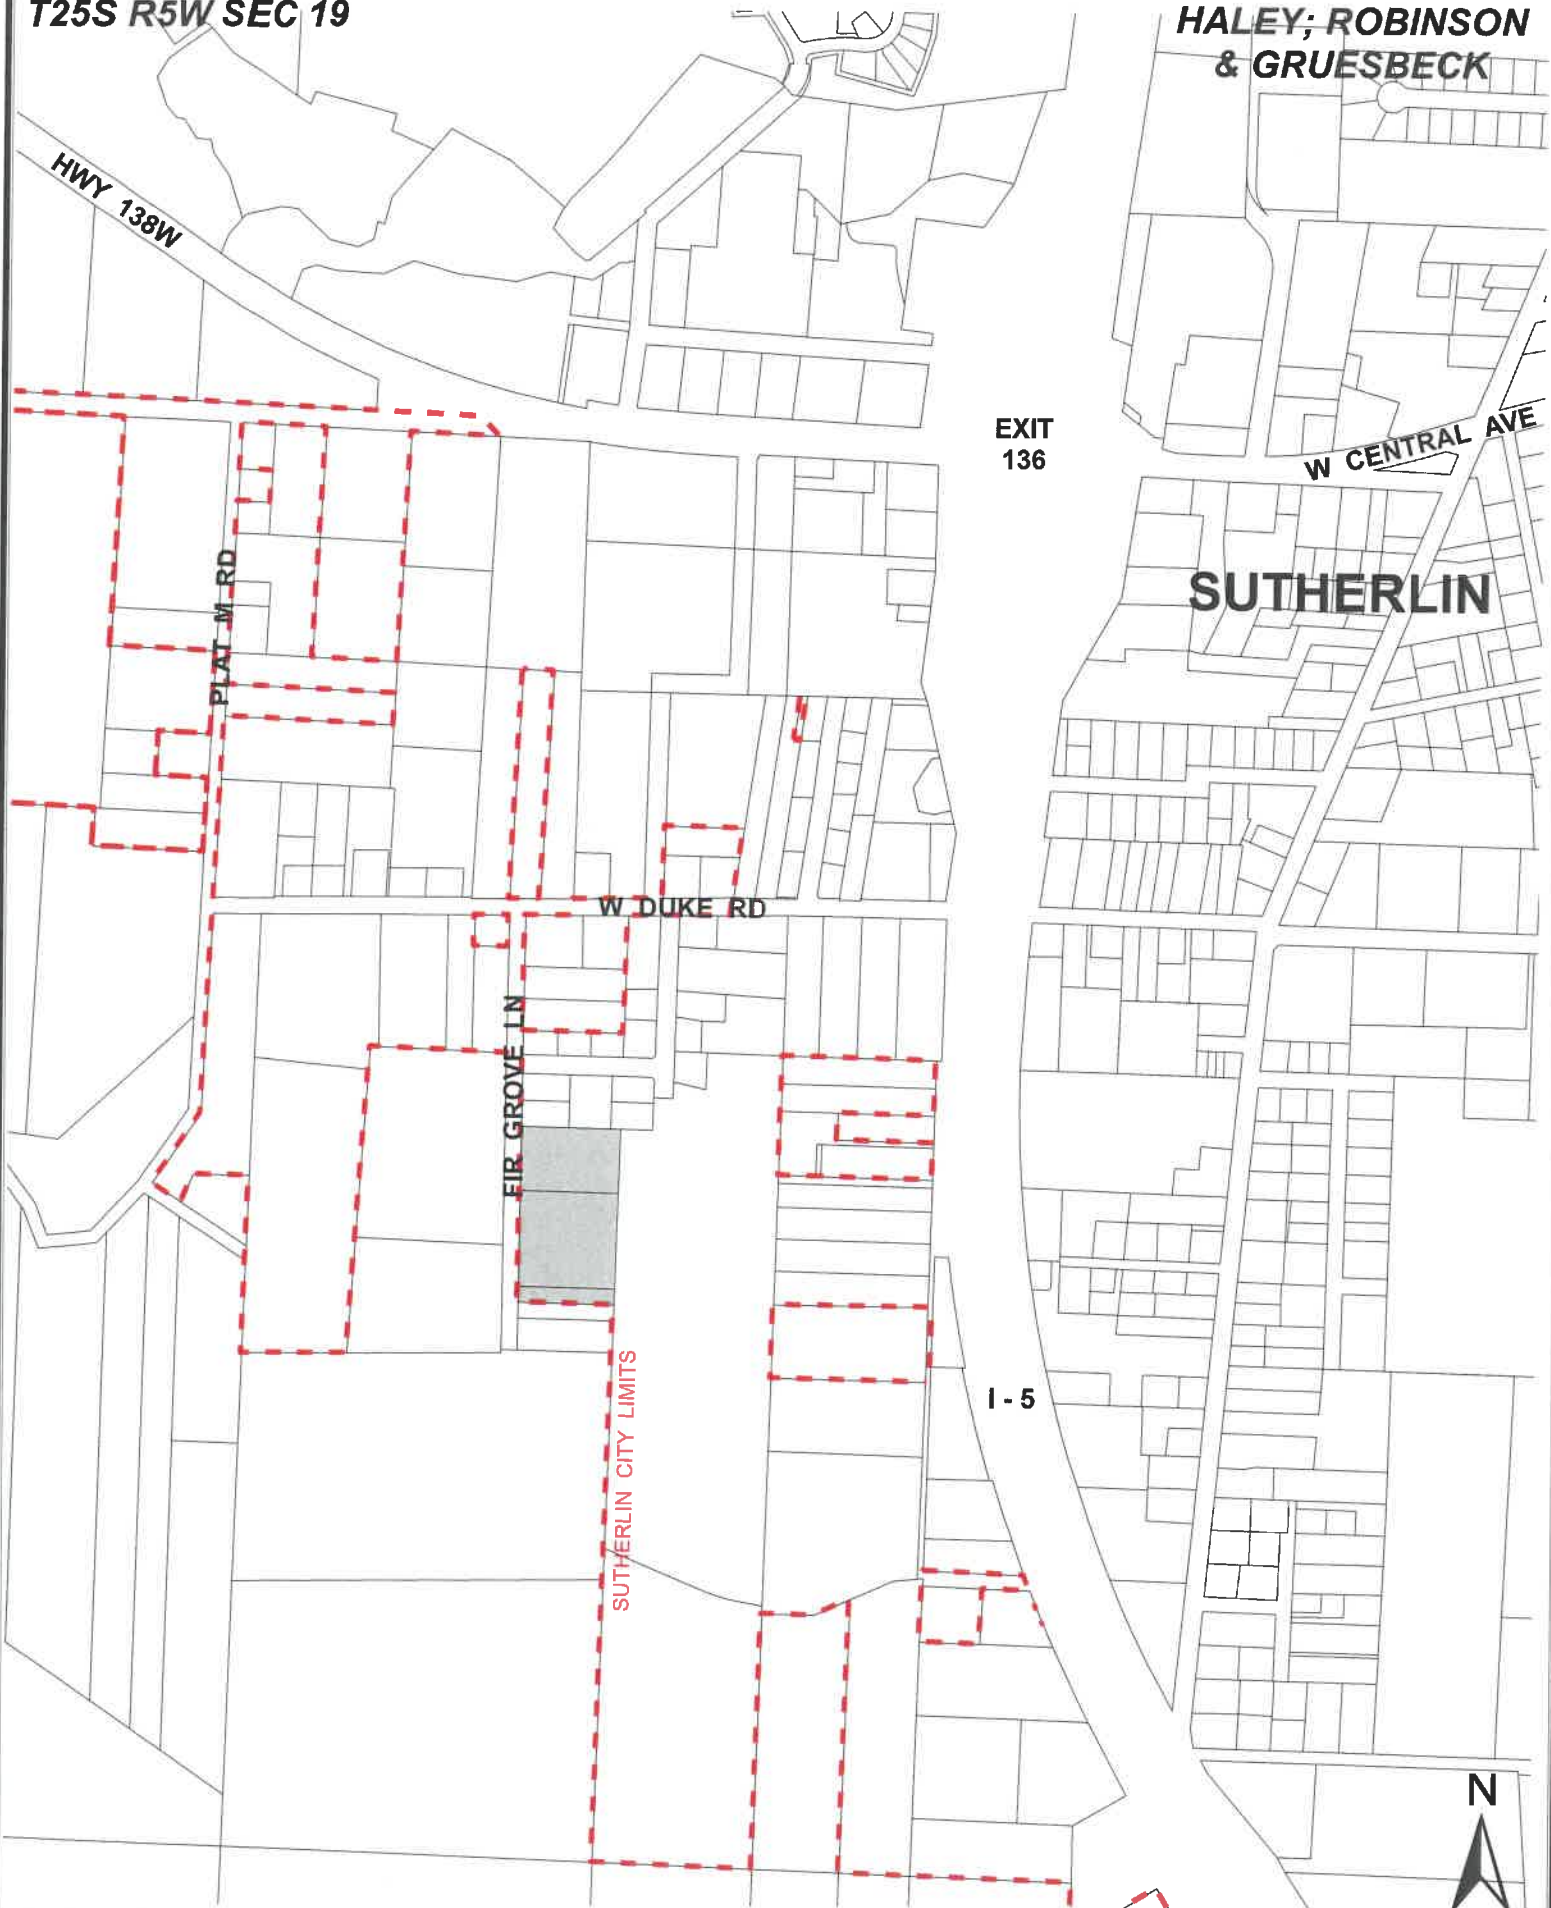 T25S R5W SEC 19
HALEY; ROBINSON
& GRUESBECK
HWY 138W
EXIT
136
W CENTRAL AVE
SUTHERLIN
PLAT M RD
W DUKE RD
FIR GROVE LN
SUTHERLIN CITY LIMITS
I - 5
N